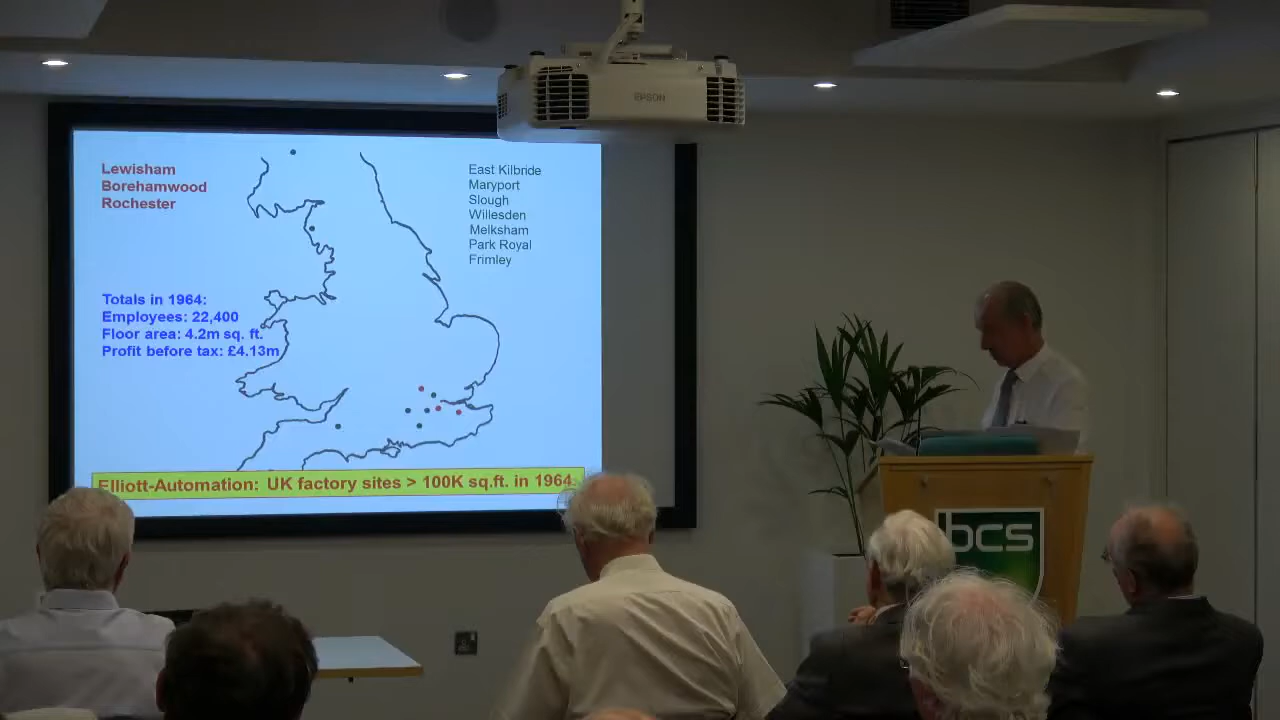 EPSON
Lewisham
Borehamwood
Rochester
East Kilbride
Maryport
Slough
Willesden
Melksham
Park Royal
Frimley
Totals in 1964:
Employees: 22,400
Floor area: 4.2m sq. ft.
Profit before tax: £4.13m
Elliott-Automation: UK factory sites > 100K sq.ft. in 1964.
bcs